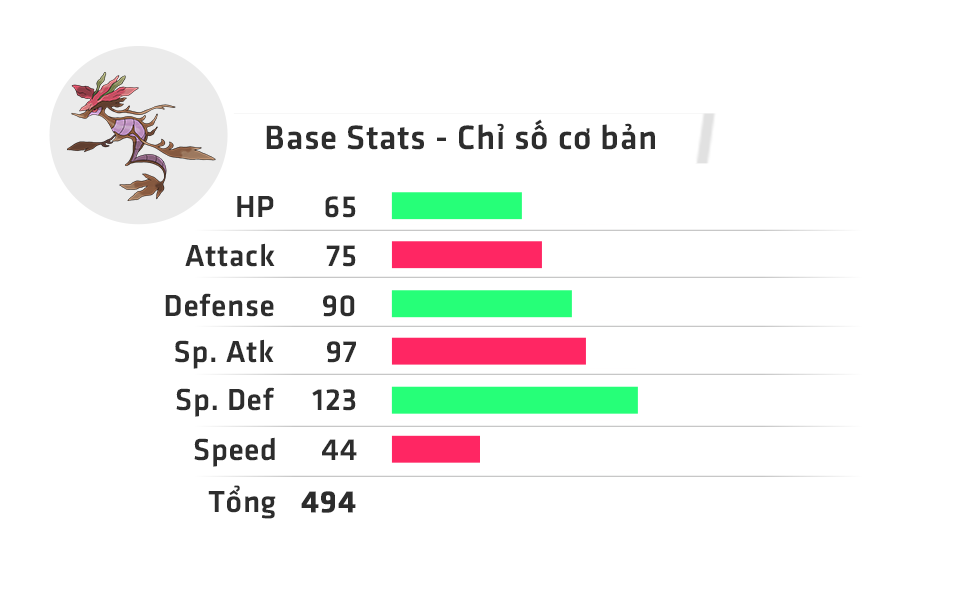 Base Stats - Chỉ số cơ bản
HP 65
Attack 75
Defense 90
Sp. Atk 97
Sp. Def 123
Speed 44
Tổng 494